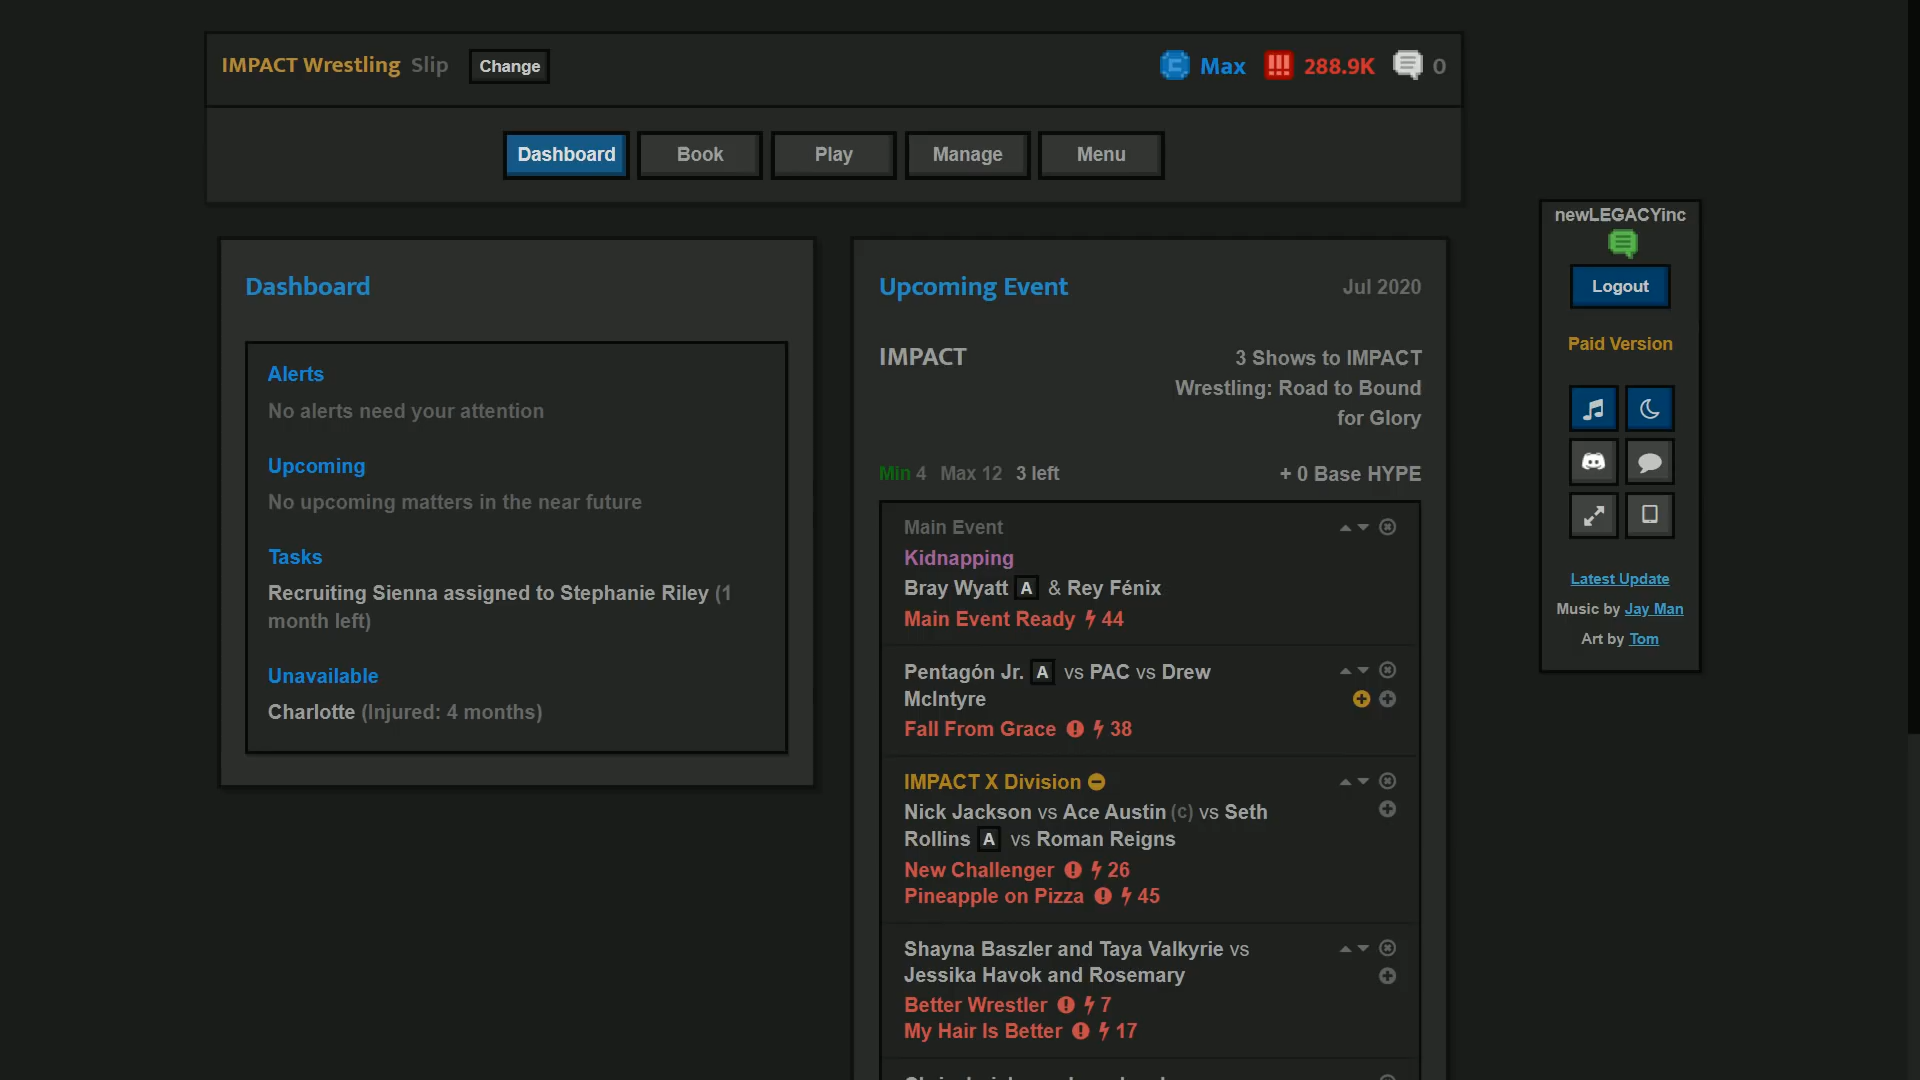 IMPACT Wrestling Slip Change
Max 288.9K 0
Dashboard Book Play Manage Menu
Dashboard
Alerts
No alerts need your attention
Upcoming
No upcoming matters in the near future
Tasks
Recruiting Sienna assigned to Stephanie Riley (1
month left)
Unavailable
Charlotte (Injured: 4 months)
Upcoming Event Jul 2020
IMPACT
3 Shows to IMPACT
Wrestling: Road to Bound
for Glory
Min 4 Max 12 3 left + 0 Base HYPE
Main Event
Kidnapping
Bray Wyatt A & Rey Fénix
Main Event Ready 44
Pentagón Jr. A vs PAC vs Drew
McIntyre
Fall From Grace 38
IMPACT X Division
Nick Jackson vs Ace Austin (c) vs Seth
Rollins A vs Roman Reigns
New Challenger 26
Pineapple on Pizza 45
Shayna Baszler and Taya Valkyrie vs
Jessika Havok and Rosemary
Better Wrestler 7
My Hair Is Better 17
newLEGACYinc
Logout
Paid Version
Latest Update
Music by Jay Man
Art by Tom